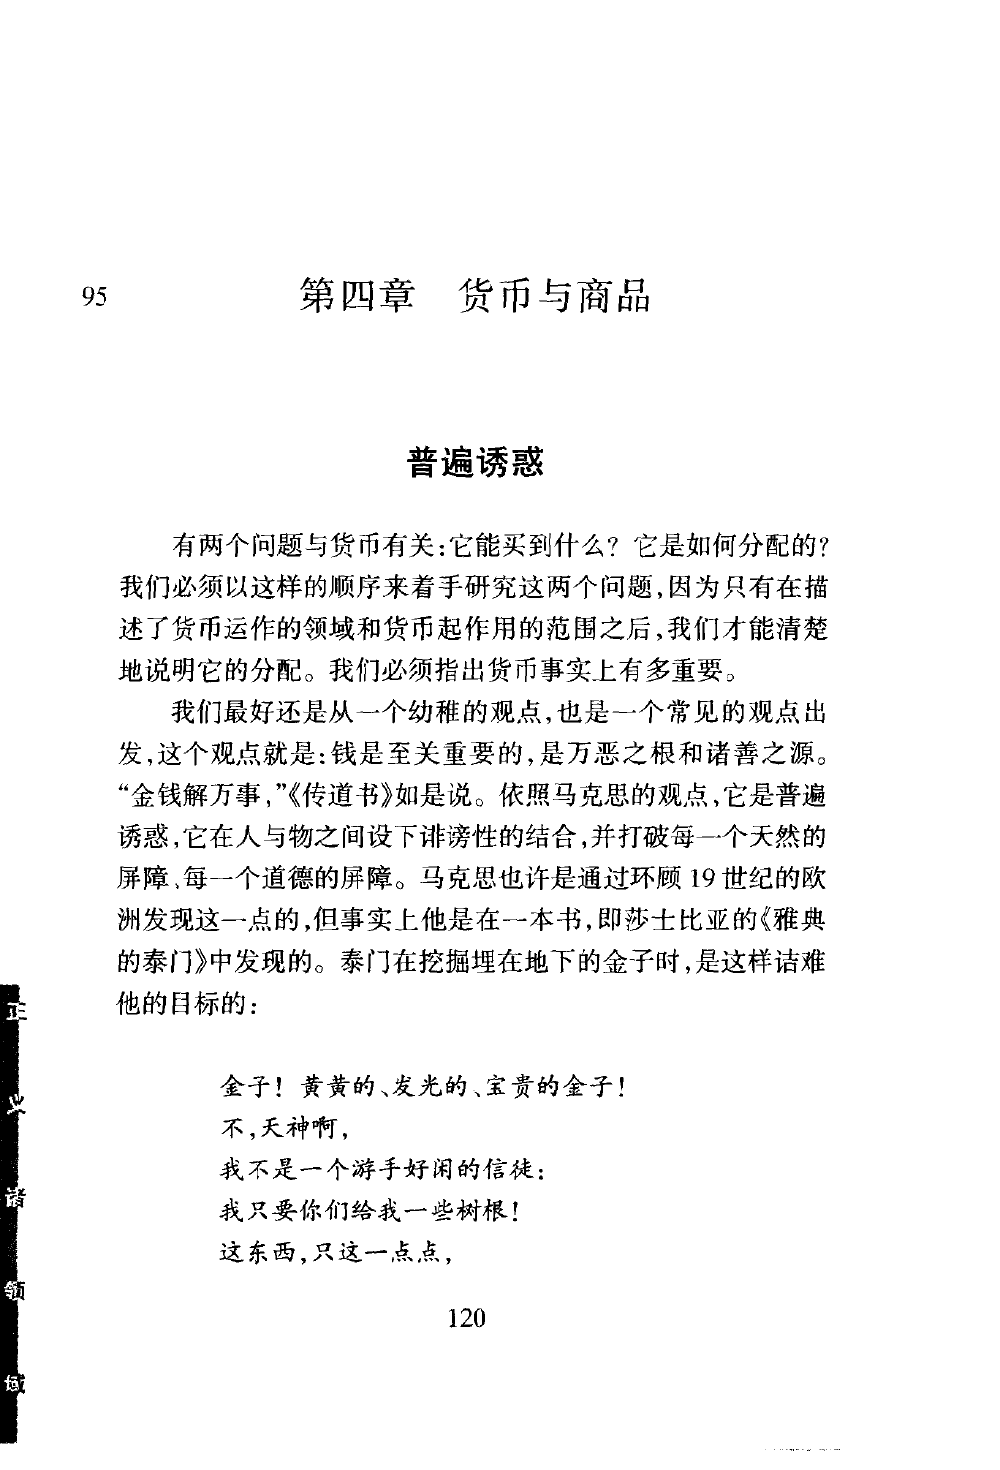 95
第四章 货币与商品
普遍诱惑
有两个问题与货币有关:它能买到什么? 它是如何分配的?
我们必须以这样的顺序来着手研究这两个问题,因为只有在描
述了货币运作的领域和货币起作用的范围之后,我们才能清楚
地说明它的分配。我们必须指出货币事实上有多重要。
我们最好还是从一个幼稚的观点,也是一个常见的观点出
发,这个观点就是:钱是至关重要的,是万恶之根和诸善之源。
“金钱解万事,”《传道书》如是说。依照马克思的观点,它是普遍
诱惑,它在人与物之间设下诽谤性的结合,并打破每一个天然的
屏障、每一个道德的屏障。马克思也许是通过环顾 19 世纪的欧
洲发现这一点的,但事实上他是在一本书,即莎士比亚的《雅典
的泰门》中发现的。泰门在挖掘埋在地下的金子时,是这样诘难
他的目标的:
金子! 黄黄的、发光的、宝贵的金子!
不,天神啊,
我不是一个游手好闲的信徒:
我只要你们给我一些树根!
这东西,只这一点点,
120
正义诸领域